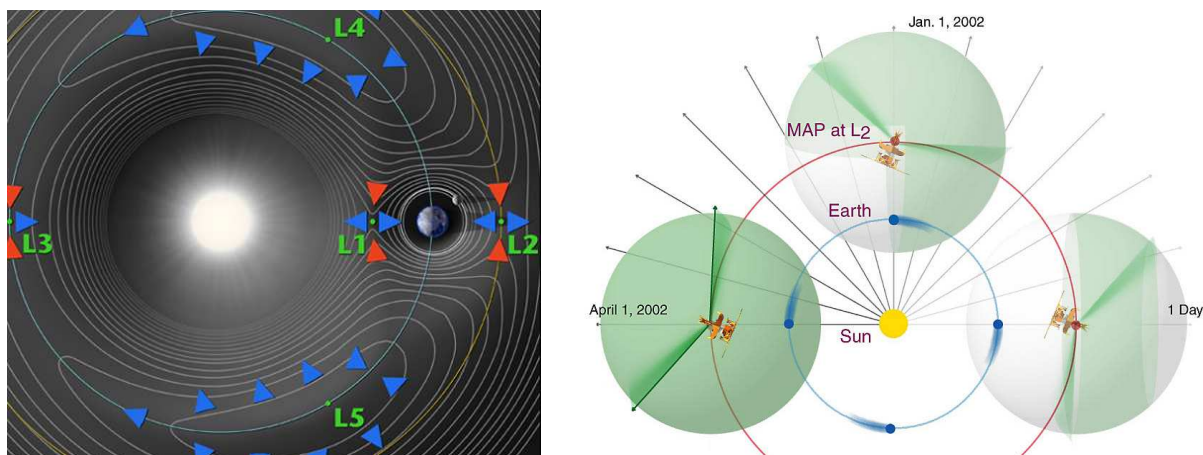 L4
L3
L1
L2
L5
Jan. 1, 2002
MAP at L2
Earth
April 1, 2002
1 Day
Sun